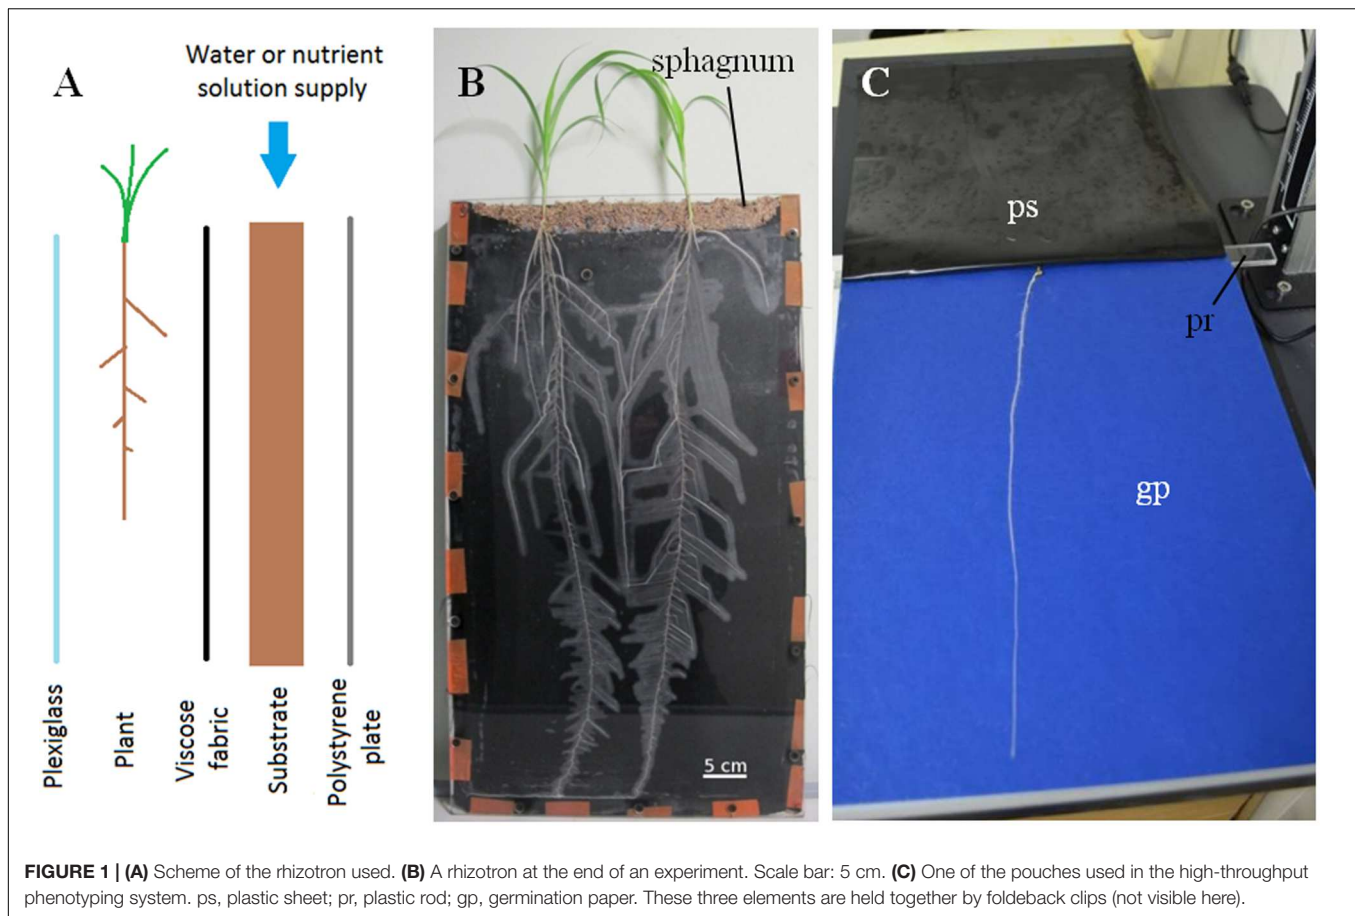 A
Water or nutrient
solution supply
Plexiglass
Plant
Viscose
fabric
Substrate
Polystyrene
plate
B
sphagnum
5 cm
C
ps
pr
gp
FIGURE 1 | (A) Scheme of the rhizotron used. (B) A rhizotron at the end of an experiment. Scale bar: 5 cm. (C) One of the pouches used in the high-throughput
phenotyping system. ps, plastic sheet; pr, plastic rod; gp, germination paper. These three elements are held together by foldeback clips (not visible here).